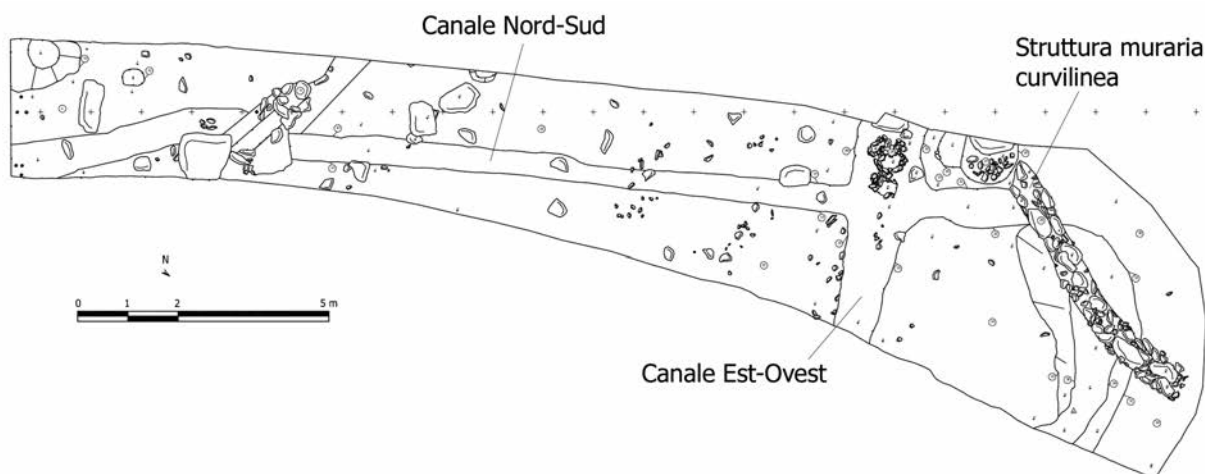 Canale Nord-Sud
Struttura muraria
curvilinea
N
0 1 2 5 m
Canale Est-Ovest